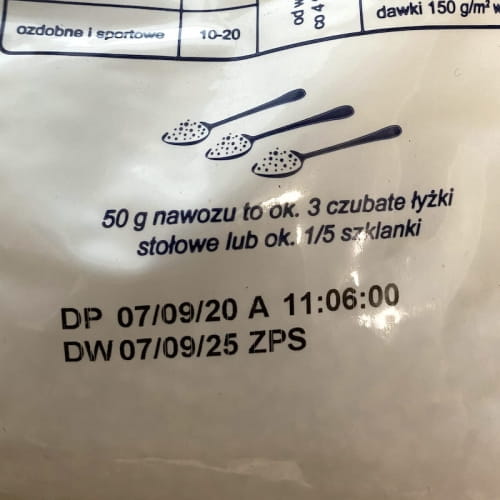 ozdobne i sportowe 10-20
od w
dawki 150 g/m² w
50 g nawozu to ok. 3 czubate łyżki
stołowe lub ok. 1/5 szklanki
DP 07/09/20 A 11:06:00
DW 07/09/25 ZPS